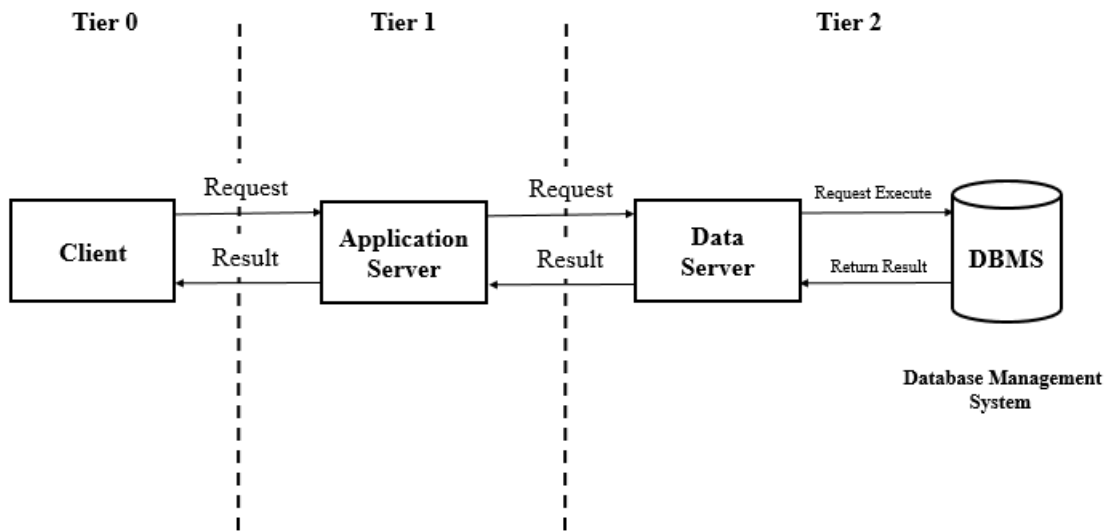 Tier 0
Tier 1
Tier 2
Request
Request
Request Execute
Client
Application
Server
Data
Server
DBMS
Result
Result
Return Result
Database Management
System